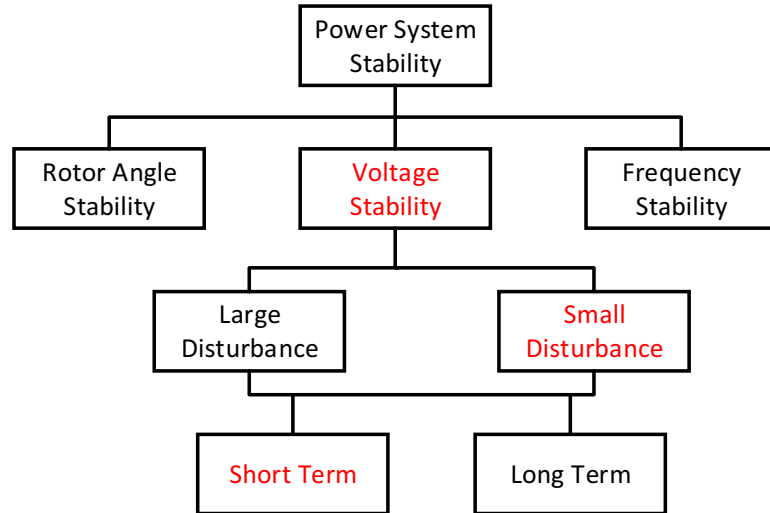 Power System
Stability
Rotor Angle
Stability
Voltage
Stability
Frequency
Stability
Large
Disturbance
Small
Disturbance
Short Term
Long Term